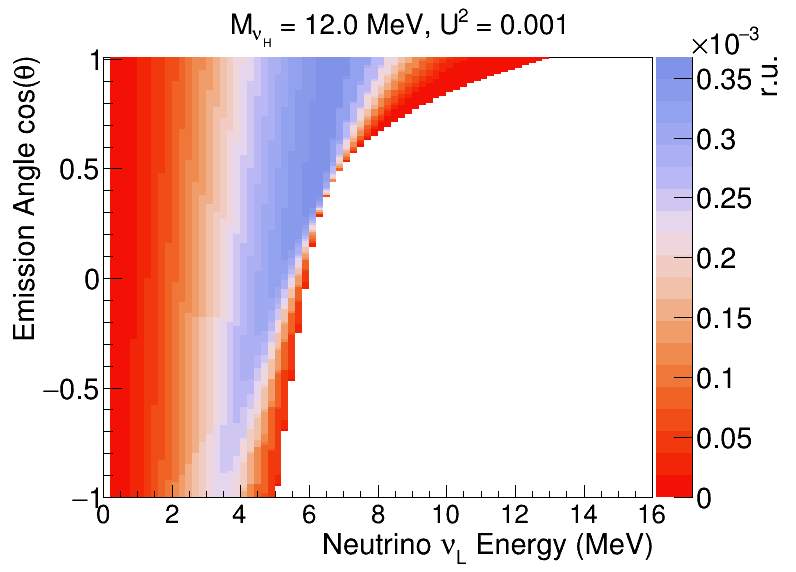 M_{ν_H} = 12.0 MeV, U² = 0.001
×10⁻³
r.u.
Emission Angle cos(θ)
1
0.5
0
−0.5
−1
0 2 4 6 8 10 12 14 16
Neutrino ν_L Energy (MeV)
0.35
0.3
0.25
0.2
0.15
0.1
0.05
0